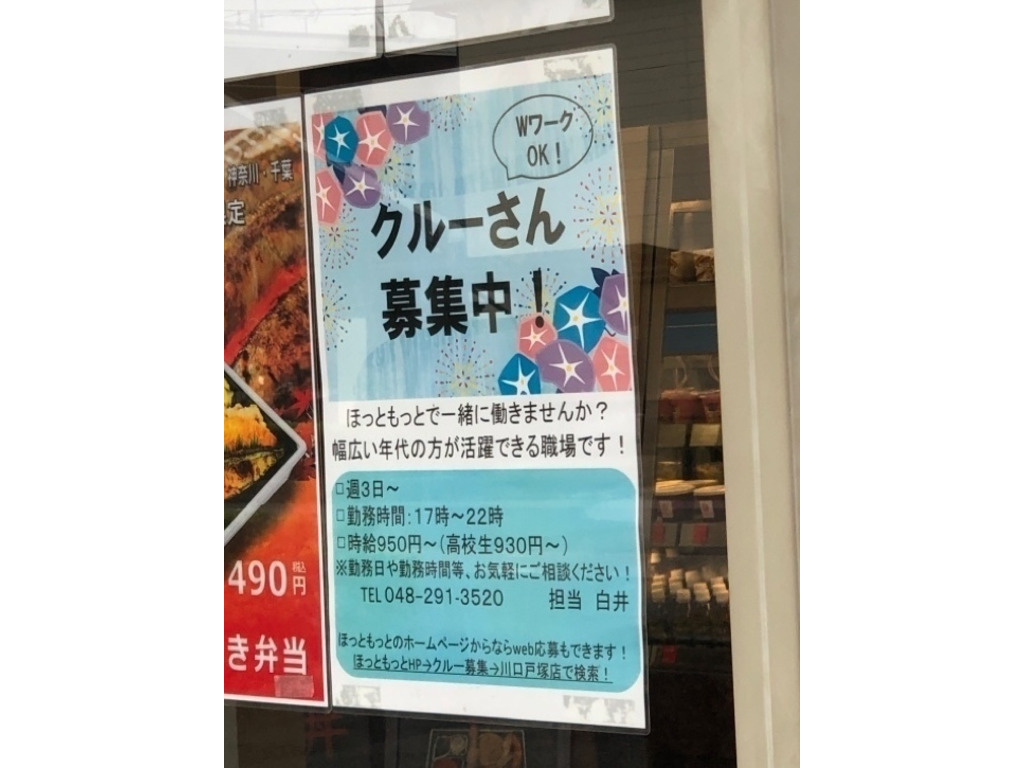 神奈川・千葉
定
490円
税込
き弁当
Wワーク
OK！
クルーさん
募集中！
ほっともっとで一緒に働きませんか？
幅広い年代の方が活躍できる職場です！
□週3日～
□勤務時間：17時～22時
□時給950円～（高校生930円～）
※勤務日や勤務時間等、お気軽にご相談ください！
TEL 048-291-3520　担当　白井
ほっともっとのホームページからならweb応募もできます！
ほっともっとHP→クルー募集→川口戸塚店で検索！